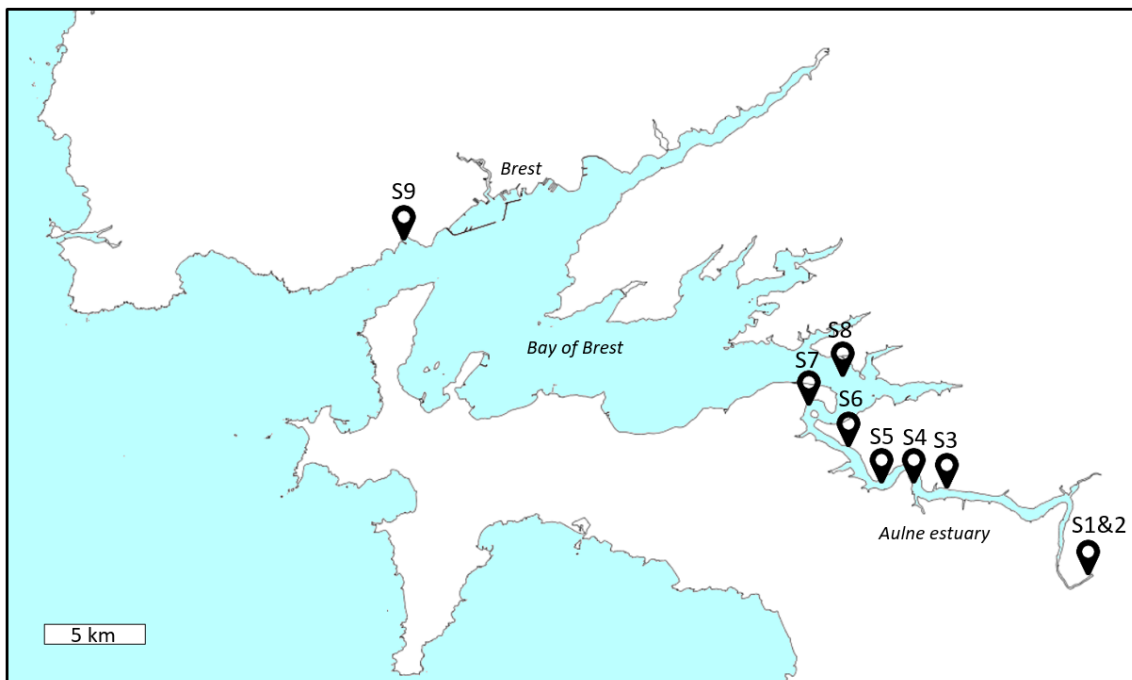 Brest
S9
Bay of Brest
S8
S7
S6
S5
S4
S3
Aulne estuary
S1&2
5 km